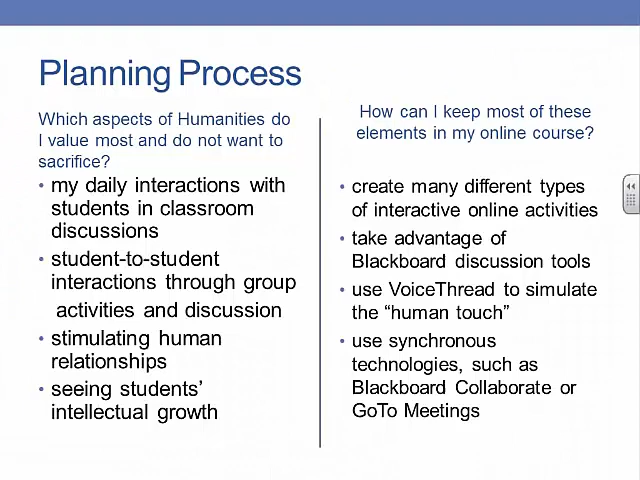 Planning Process
Which aspects of Humanities do
I value most and do not want to
sacrifice?
• my daily interactions with
students in classroom
discussions
• student-to-student
interactions through group
activities and discussion
• stimulating human
relationships
• seeing students’
intellectual growth
How can I keep most of these
elements in my online course?
• create many different types
of interactive online activities
• take advantage of
Blackboard discussion tools
• use VoiceThread to simulate
the “human touch”
• use synchronous
technologies, such as
Blackboard Collaborate or
GoTo Meetings